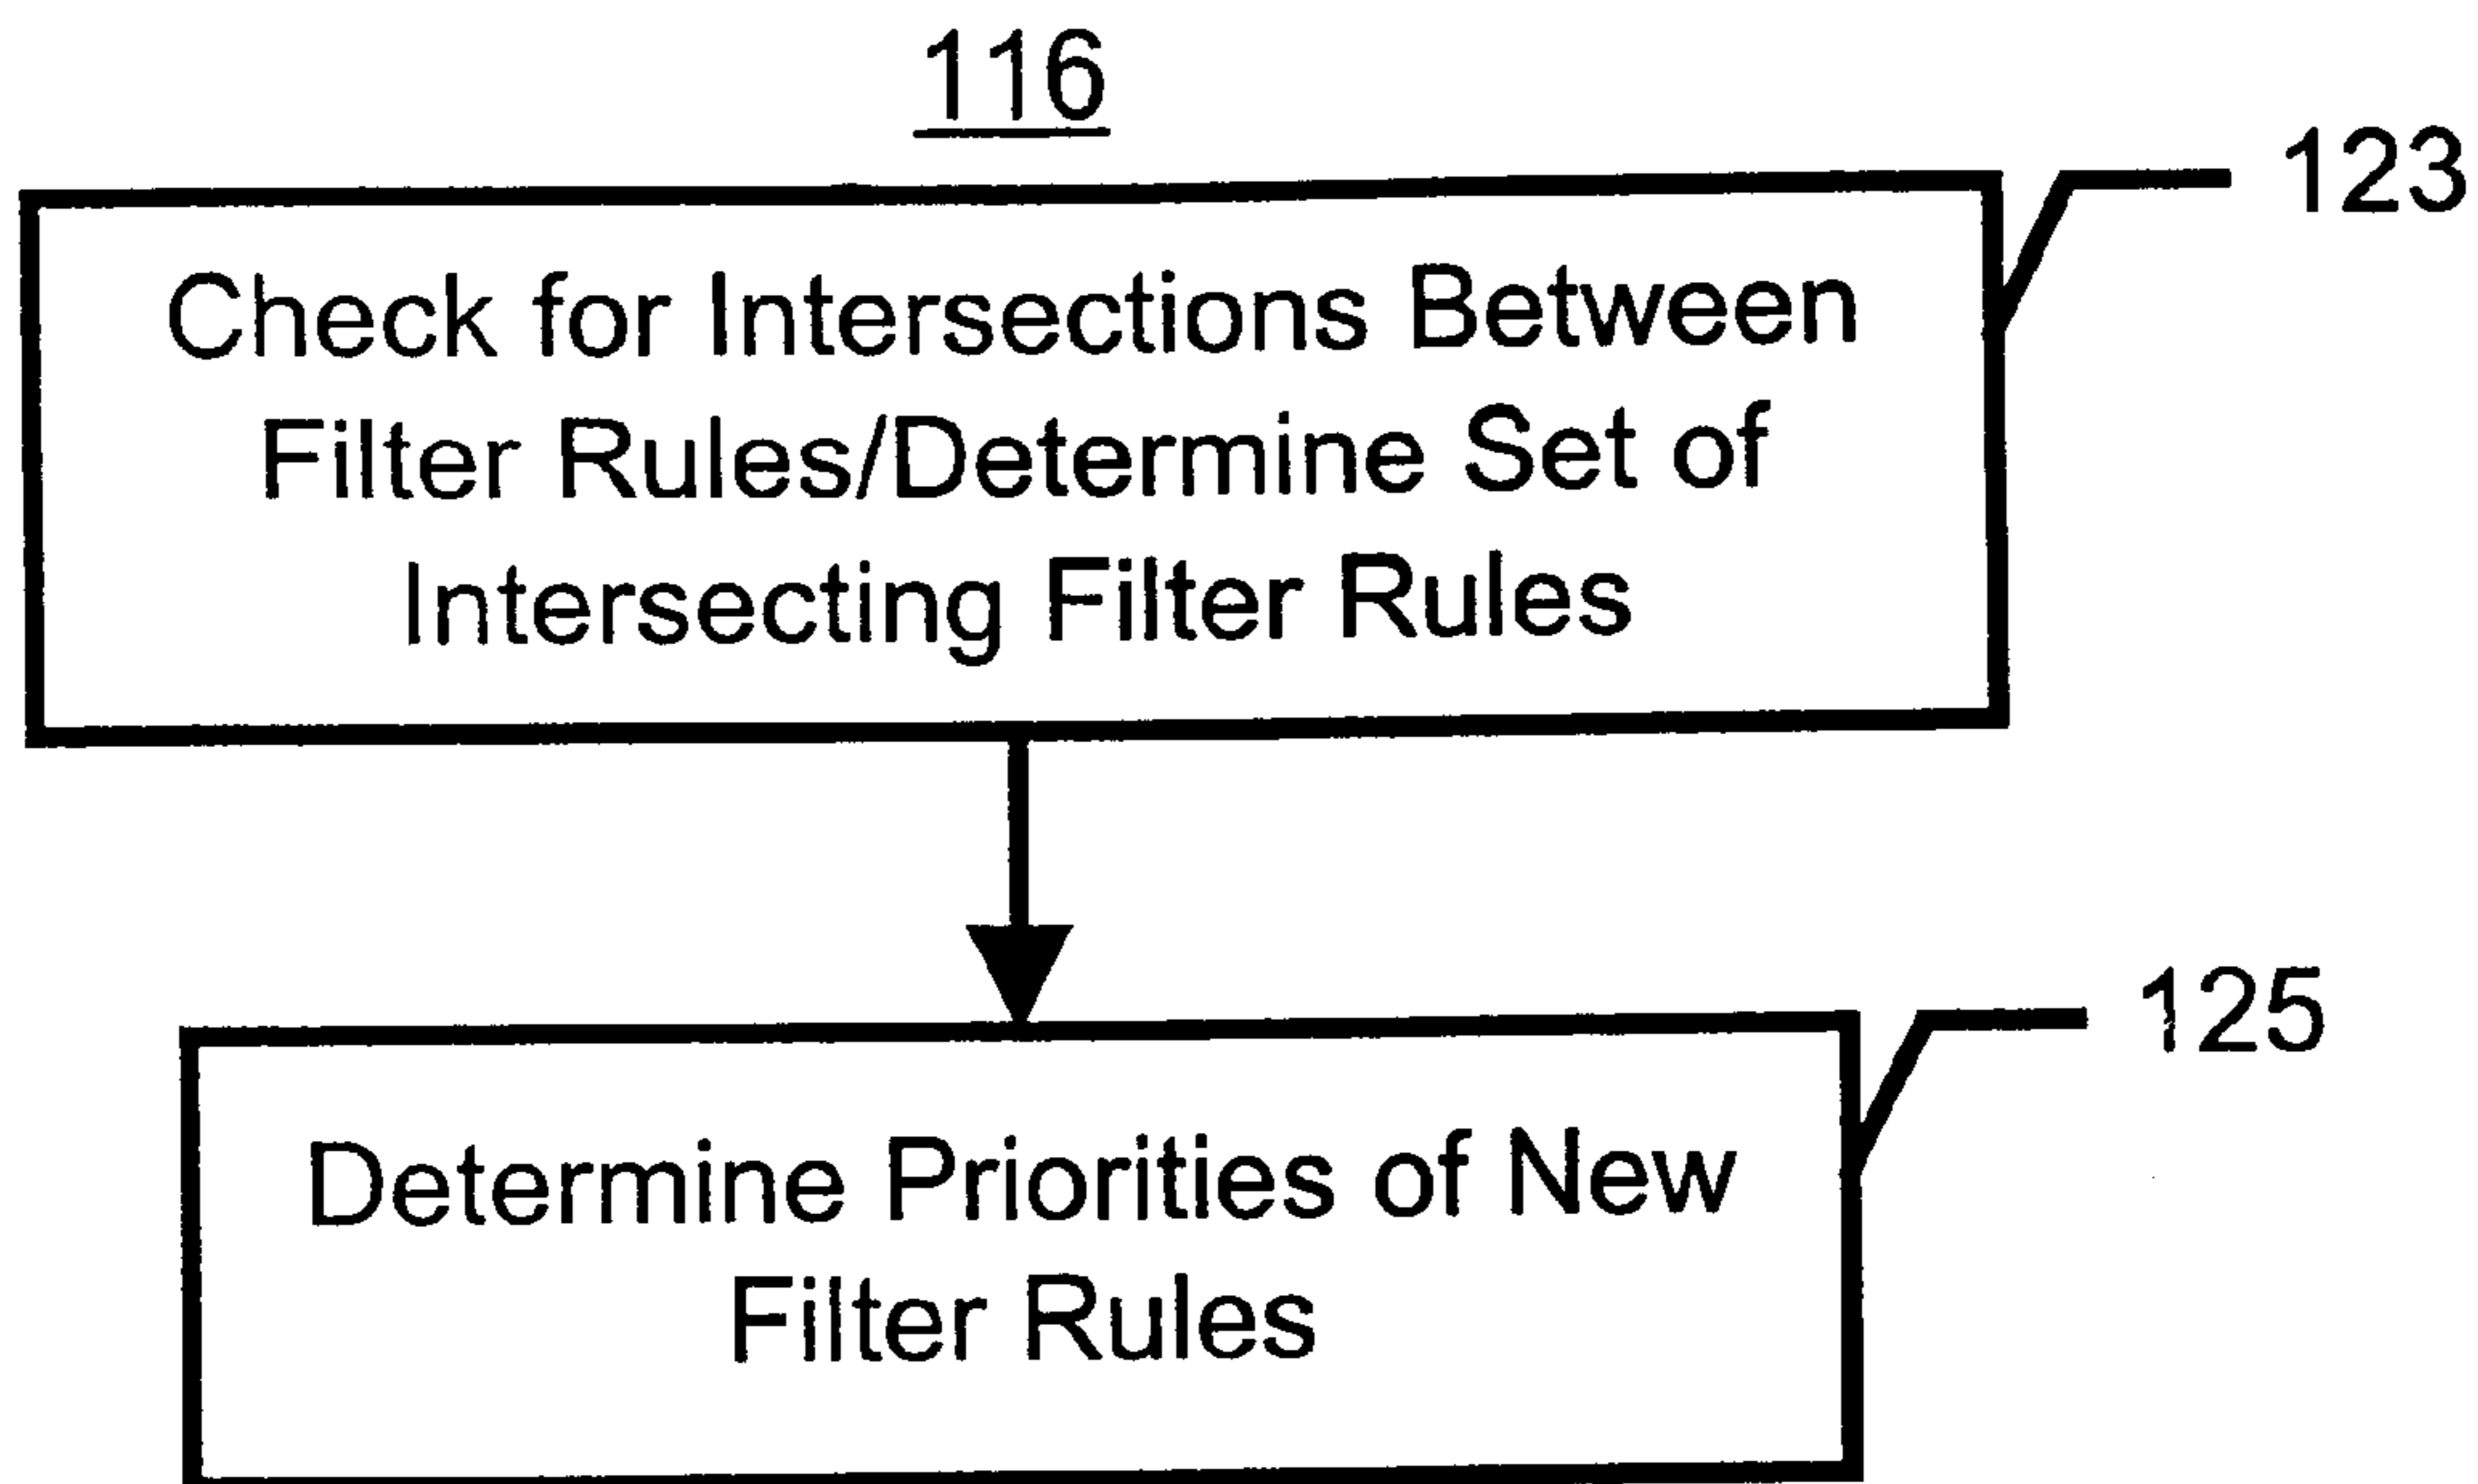 116
123
Check for Intersections Between
Filter Rules/Determine Set of
Intersecting Filter Rules
125
Determine Priorities of New
Filter Rules